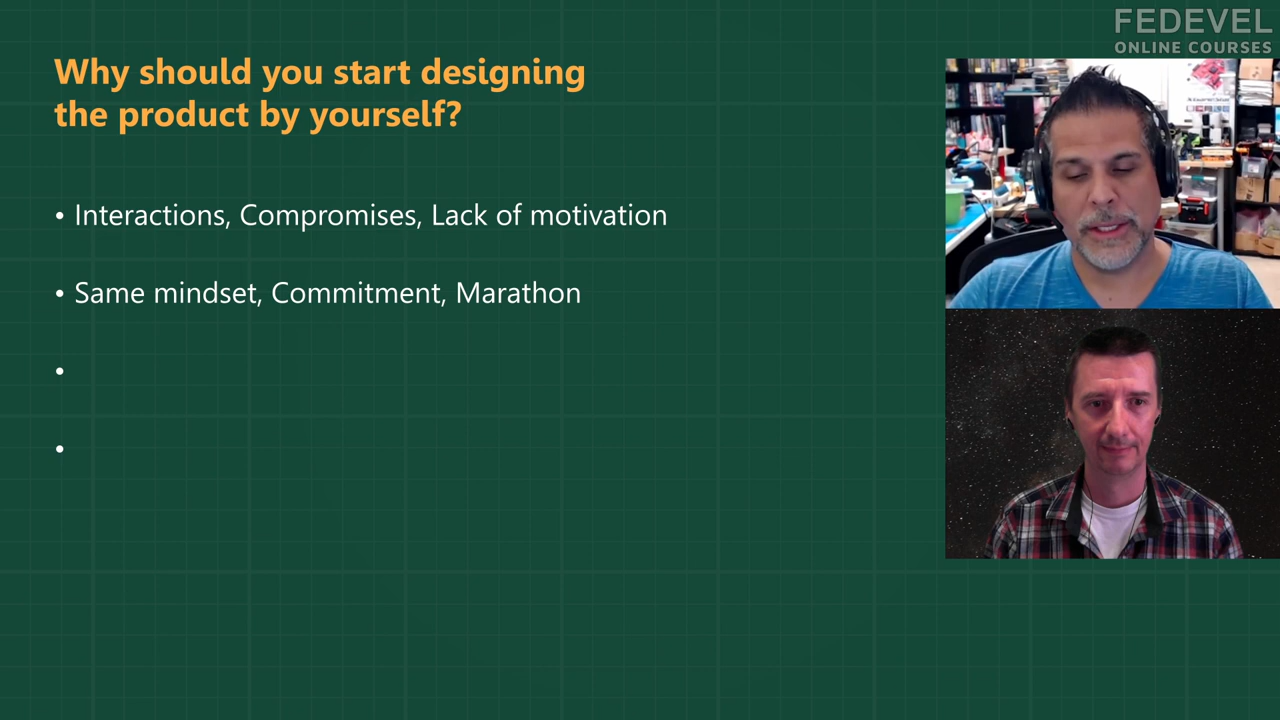 FEDEVEL
ONLINE COURSES
Why should you start designing
the product by yourself?
• Interactions, Compromises, Lack of motivation
• Same mindset, Commitment, Marathon
•
•